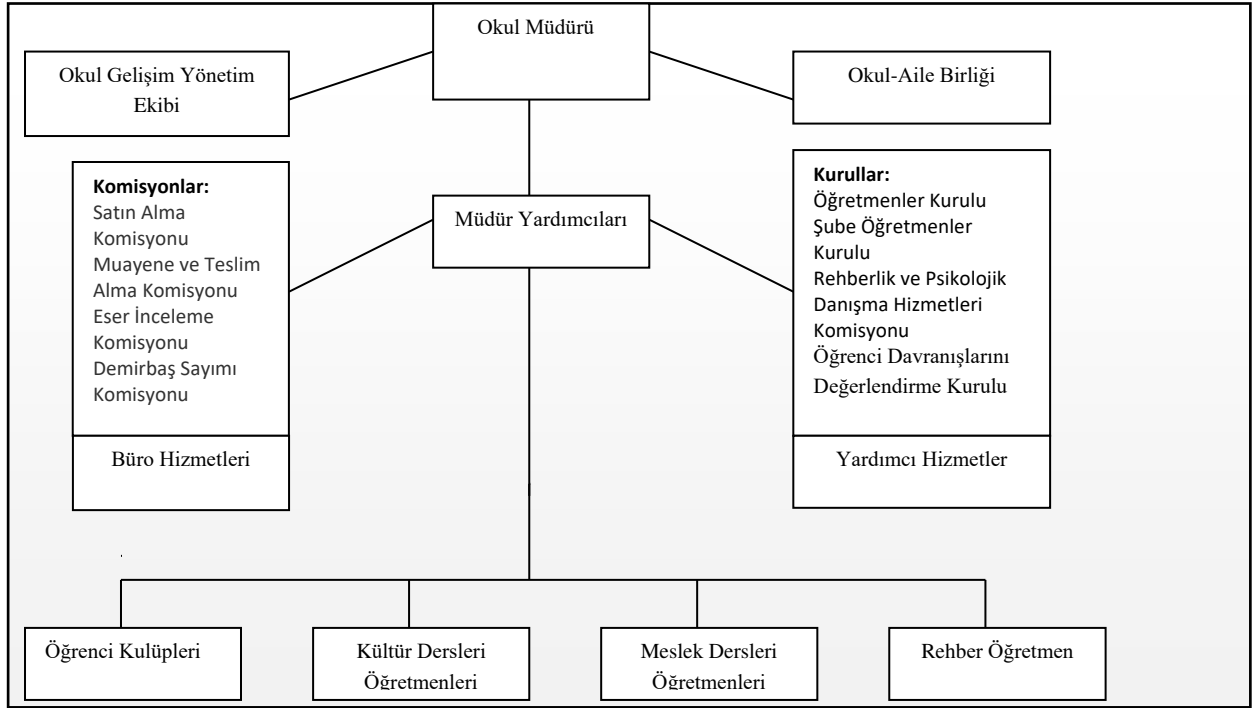 Okul Müdürü
Okul Gelişim Yönetim
Ekibi
Okul-Aile Birliği
Komisyonlar:
Satın Alma
Komisyonu
Muayene ve Teslim
Alma Komisyonu
Eser İnceleme
Komisyonu
Demirbaş Sayımı
Komisyonu
Müdür Yardımcıları
Kurullar:
Öğretmenler Kurulu
Şube Öğretmenler
Kurulu
Rehberlik ve Psikolojik
Danışma Hizmetleri
Komisyonu
Öğrenci Davranışlarını
Değerlendirme Kurulu
Büro Hizmetleri
Yardımcı Hizmetler
Öğrenci Kulüpleri
Kültür Dersleri
Öğretmenleri
Meslek Dersleri
Öğretmenleri
Rehber Öğretmen